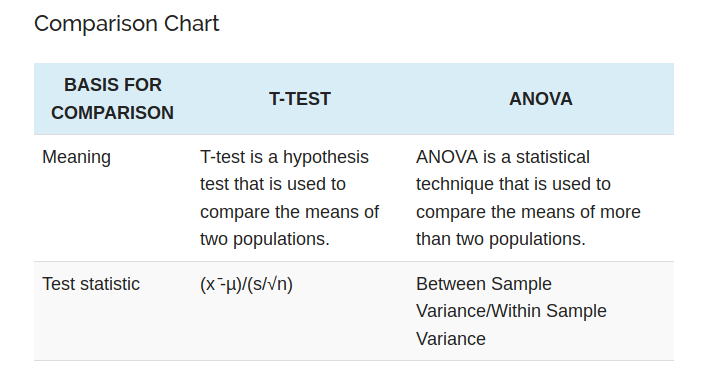 Comparison Chart
BASIS FOR
COMPARISON
T-TEST
ANOVA
Meaning
T-test is a hypothesis
test that is used to
compare the means of
two populations.
ANOVA is a statistical
technique that is used to
compare the means of more
than two populations.
Test statistic
(x ̄-µ)/(s/√n)
Between Sample
Variance/Within Sample
Variance